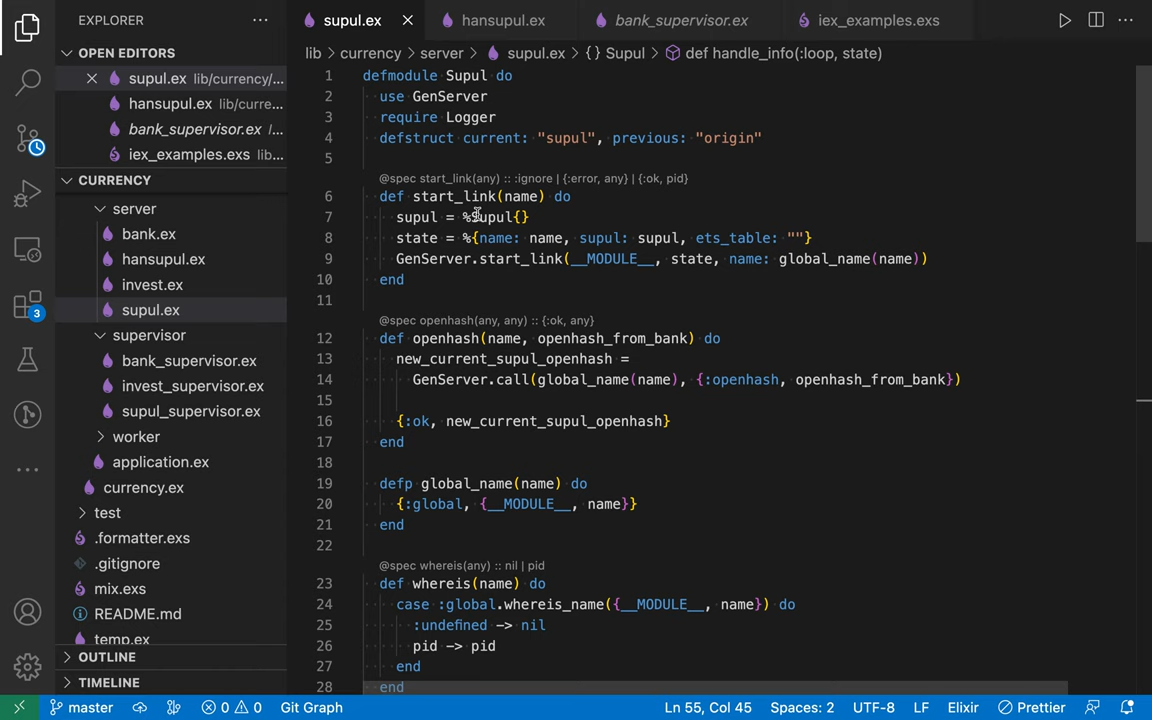 EXPLORER
OPEN EDITORS
supul.ex lib/currency/...
hansupul.ex lib/curre...
bank_supervisor.ex /...
iex_examples.exs lib...
CURRENCY
server
bank.ex
hansupul.ex
invest.ex
supul.ex
supervisor
bank_supervisor.ex
invest_supervisor.ex
supul_supervisor.ex
worker
application.ex
currency.ex
test
.formatter.exs
.gitignore
mix.exs
README.md
temp.ex
OUTLINE
TIMELINE
3
supul.ex hansupul.ex bank_supervisor.ex iex_examples.exs
lib > currency > server > supul.ex > {} Supul > def handle_info(:loop, state)
1 defmodule Supul do
2 use GenServer
3 require Logger
4 defstruct current: "supul", previous: "origin"
5
@spec start_link(any) :: :ignore | {:error, any} | {:ok, pid}
6 def start_link(name) do
7 supul = %Supul{}
8 state = %{name: name, supul: supul, ets_table: ""}
9 GenServer.start_link(__MODULE__, state, name: global_name(name))
10 end
11
@spec openhash(any, any) :: {:ok, any}
12 def openhash(name, openhash_from_bank) do
13 new_current_supul_openhash =
14 GenServer.call(global_name(name), {:openhash, openhash_from_bank})
15
16 {:ok, new_current_supul_openhash}
17 end
18
19 defp global_name(name) do
20 {:global, {__MODULE__, name}}
21 end
22
@spec whereis(any) :: nil | pid
23 def whereis(name) do
24 case :global.whereis_name({__MODULE__, name}) do
25 :undefined -> nil
26 pid -> pid
27 end
28 end
master 0 0 Git Graph Ln 55, Col 45 Spaces: 2 UTF-8 LF Elixir Prettier